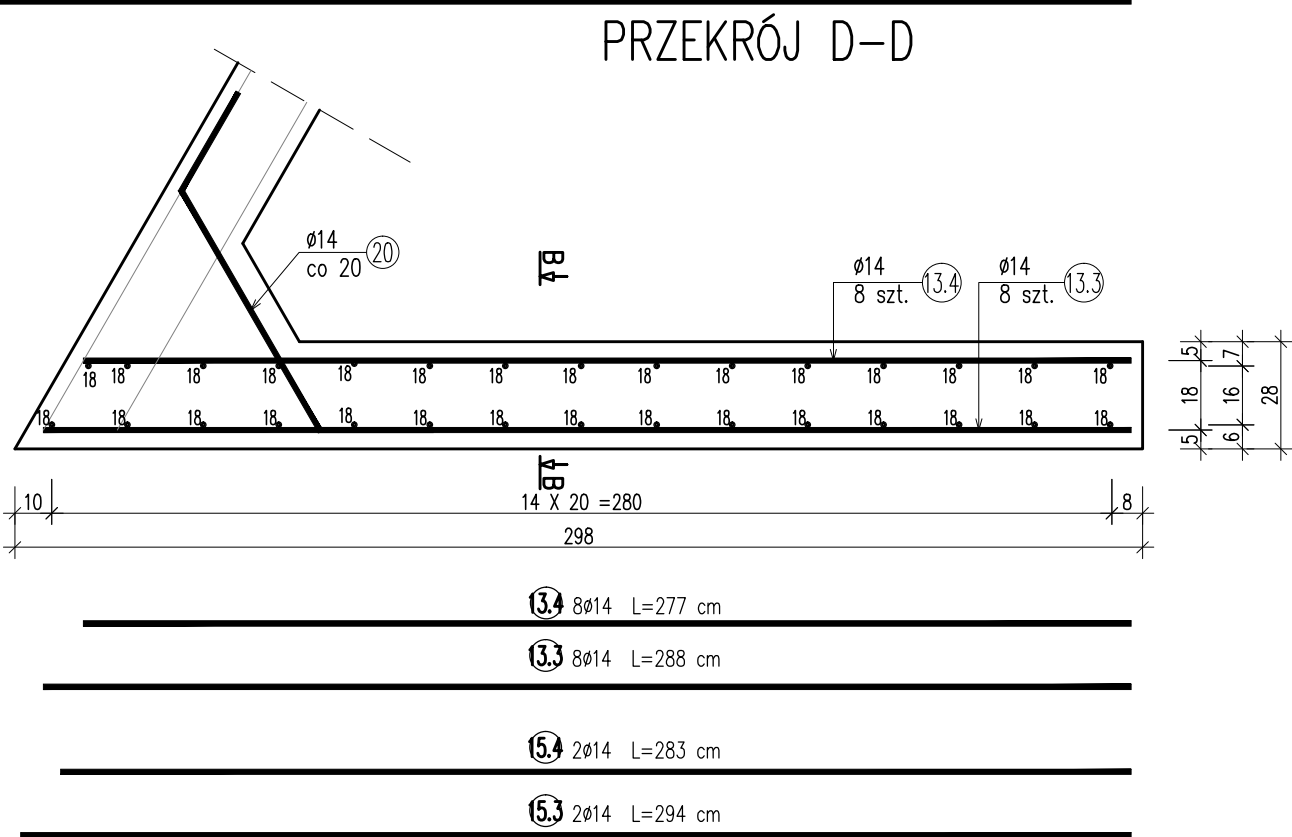 PRZEKRÓJ D-D
ø14
co 20
20
B
ø14
8 szt.
13.4
ø14
8 szt.
13.3
18 18 18 18 18 18 18 18 18 18 18 18 18 18 18
18 18 18 18 18 18 18 18 18 18 18 18 18 18 18
5 18 5
7 16 6
28
B
10 14 X 20 =280 8
298
13.4 8ø14 L=277 cm
13.3 8ø14 L=288 cm
15.4 2ø14 L=283 cm
15.3 2ø14 L=294 cm